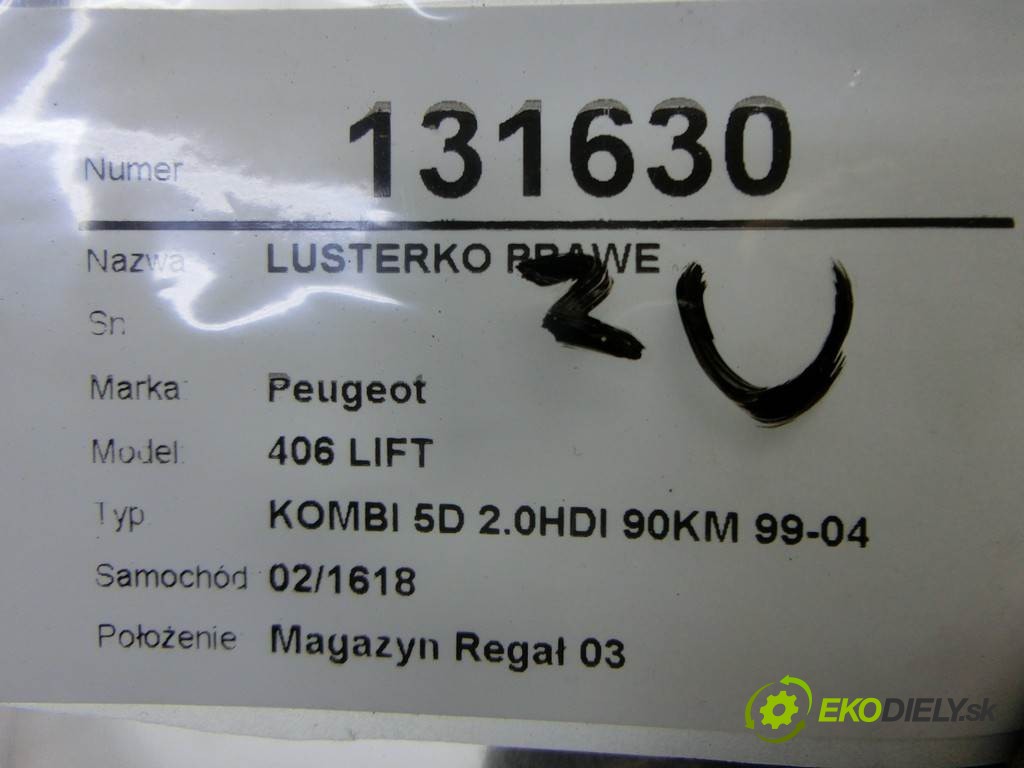 Numer 131630
Nazwa LUSTERKO PRAWE
Sn
Marka Peugeot
Model 406 LIFT
Typ KOMBI 5D 2.0HDI 90KM 99-04
Samochód 02/1618
Położenie Magazyn Regał 03
EKODIELY.sk